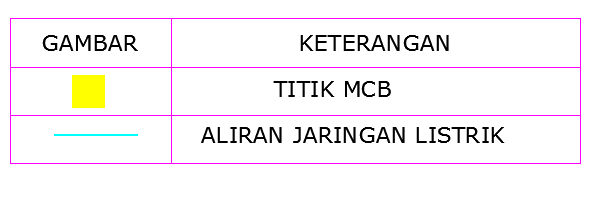 GAMBAR KETERANGAN
TITIK MCB
ALIRAN JARINGAN LISTRIK